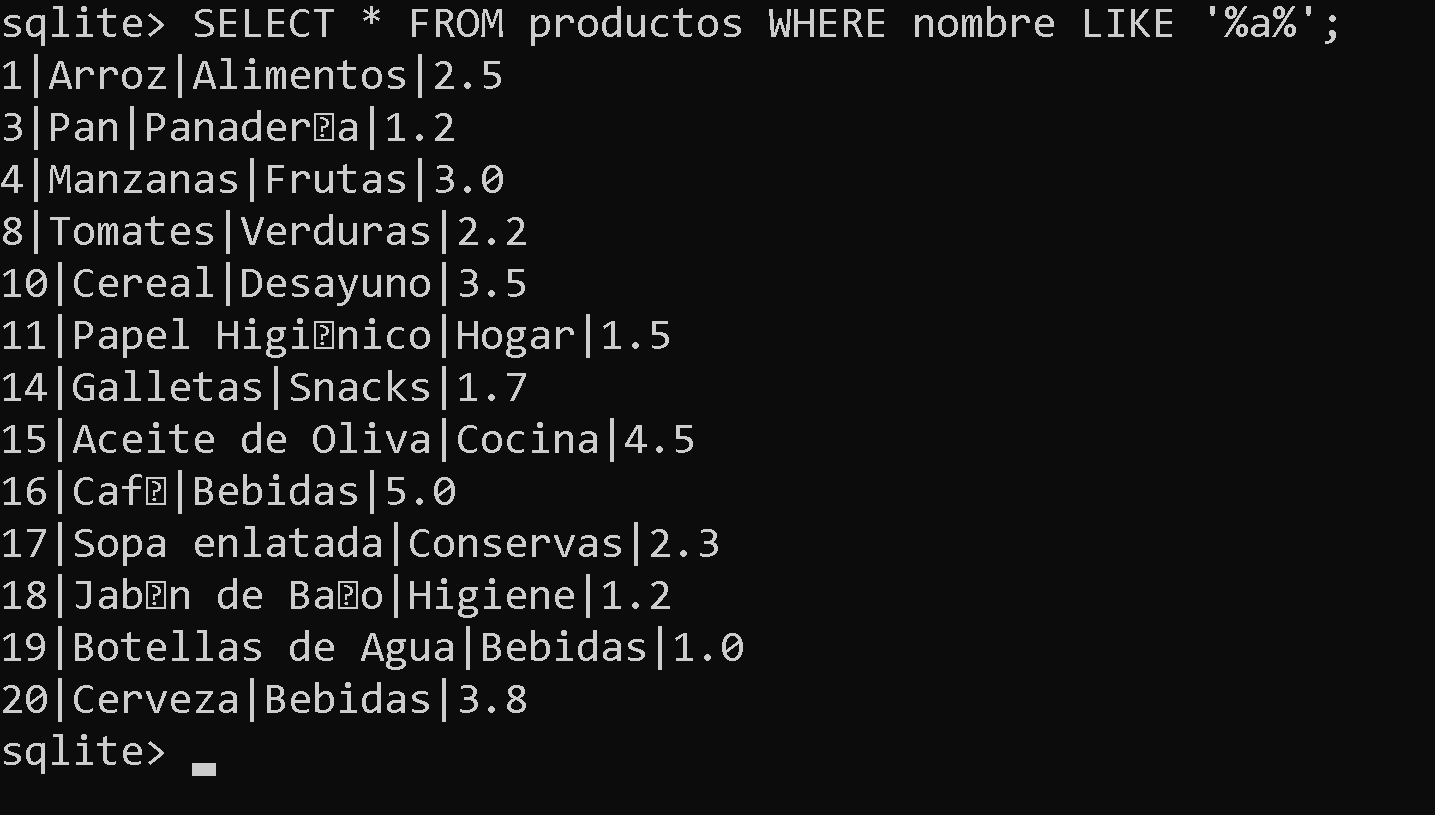 sqlite> SELECT * FROM productos WHERE nombre LIKE '%a%';
1|Arroz|Alimentos|2.5
3|Pan|Panader�a|1.2
4|Manzanas|Frutas|3.0
8|Tomates|Verduras|2.2
10|Cereal|Desayuno|3.5
11|Papel Higi�nico|Hogar|1.5
14|Galletas|Snacks|1.7
15|Aceite de Oliva|Cocina|4.5
16|Caf�|Bebidas|5.0
17|Sopa enlatada|Conservas|2.3
18|Jab�n de Ba�o|Higiene|1.2
19|Botellas de Agua|Bebidas|1.0
20|Cerveza|Bebidas|3.8
sqlite> _